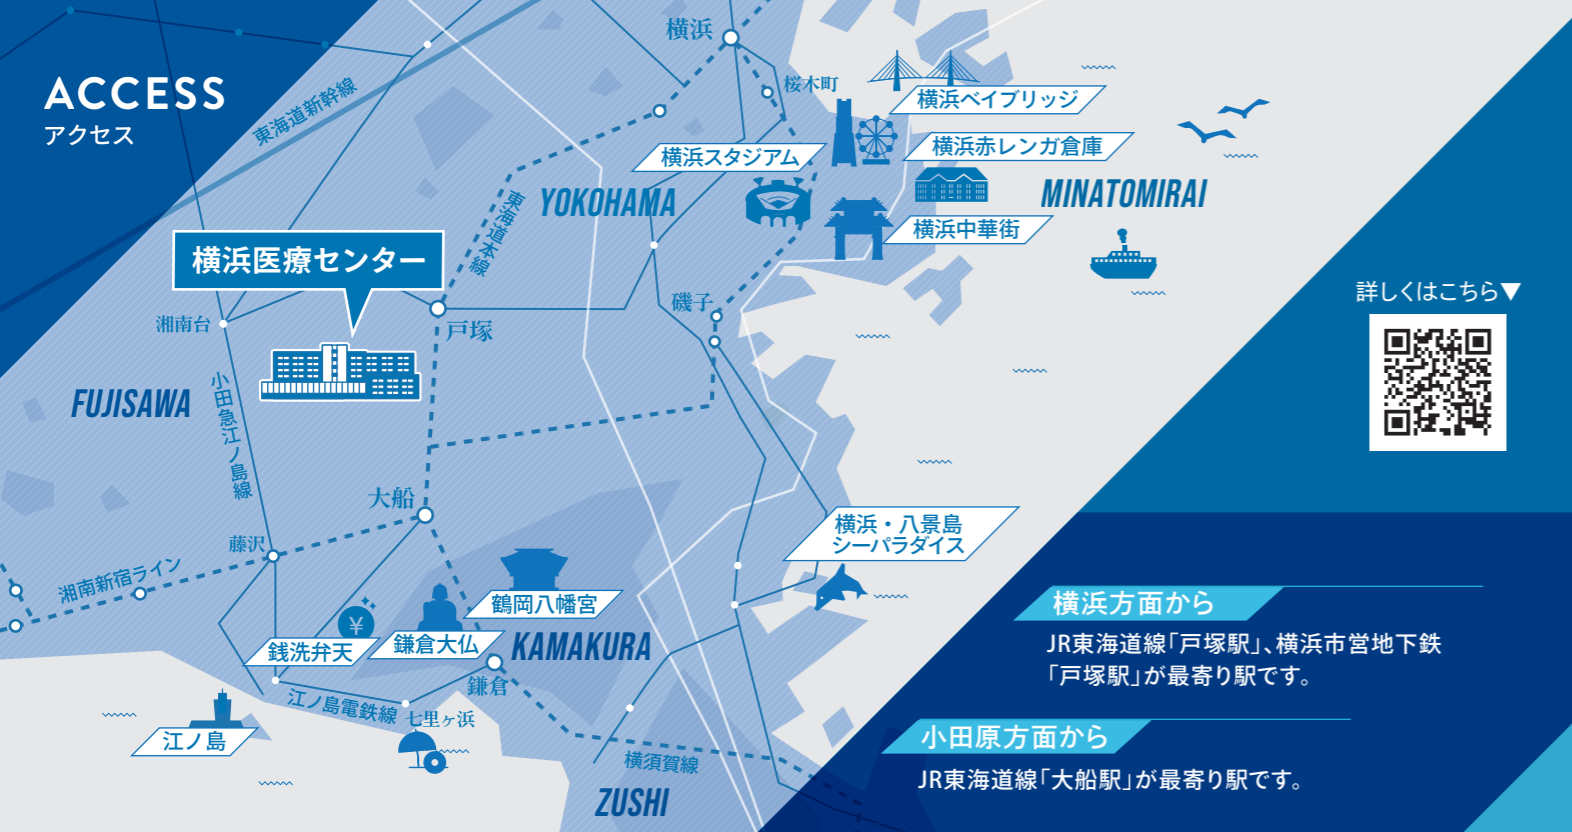 ACCESS
アクセス
東海道新幹線
横浜
桜木町
横浜ベイブリッジ
横浜スタジアム
横浜赤レンガ倉庫
YOKOHAMA
MINATOMIRAI
東海道本線
横浜中華街
横浜医療センター
湘南台
戸塚
磯子
詳しくはこちら▼
FUJISAWA
小田急江ノ島線
大船
藤沢
湘南新宿ライン
横浜・八景島
シーパラダイス
鶴岡八幡宮
¥
銭洗弁天
鎌倉大仏
KAMAKURA
鎌倉
江ノ島電鉄線
七里ヶ浜
江ノ島
横須賀線
ZUSHI
横浜方面から
JR東海道線「戸塚駅」、横浜市営地下鉄
「戸塚駅」が最寄り駅です。
小田原方面から
JR東海道線「大船駅」が最寄り駅です。